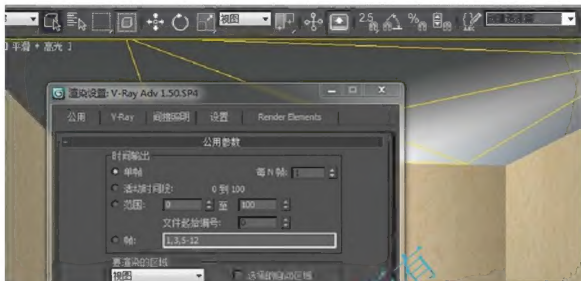 视图
2.5
平滑 + 高光 ]
渲染设置: V-Ray Adv 1.50.SP4
公用 V-Ray 间接照明 设置 Render Elements
公用参数
时间输出
单帧 每 N 帧: 1
活动时间段: 0 到 100
范围: 0 至 100
文件起始编号: 0
帧: 1,3,5-12
要渲染的区域
视图 选择的自动区域
有